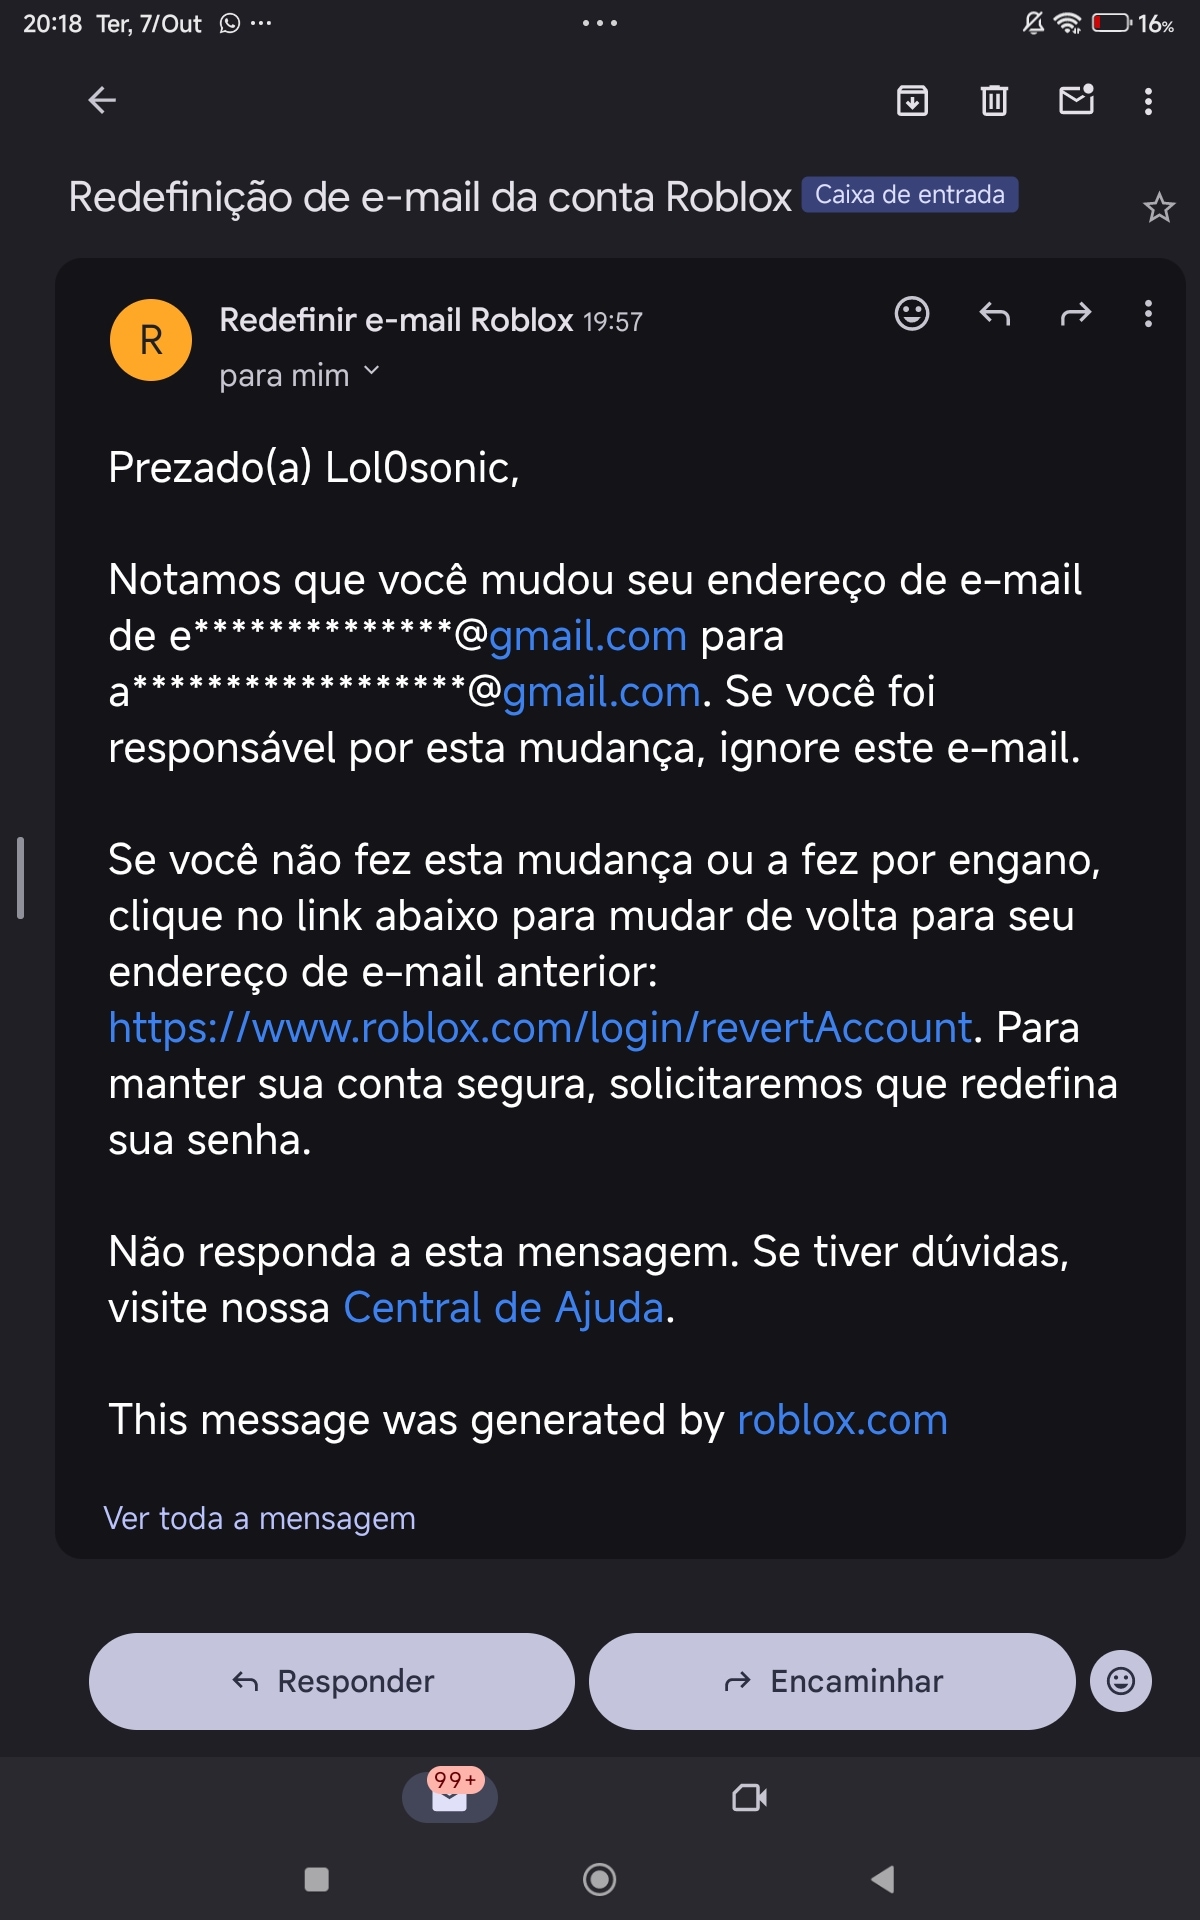 20:18 Ter, 7/Out
16%
Redefinição de e-mail da conta Roblox Caixa de entrada
R
Redefinir e-mail Roblox 19:57
para mim
Prezado(a) Lol0sonic,
Notamos que você mudou seu endereço de e-mail
de e**************@gmail.com para
a******************@gmail.com. Se você foi
responsável por esta mudança, ignore este e-mail.
Se você não fez esta mudança ou a fez por engano,
clique no link abaixo para mudar de volta para seu
endereço de e-mail anterior:
https://www.roblox.com/login/revertAccount. Para
manter sua conta segura, solicitaremos que redefina
sua senha.
Não responda a esta mensagem. Se tiver dúvidas,
visite nossa Central de Ajuda.
This message was generated by roblox.com
Ver toda a mensagem
Responder
Encaminhar
99+